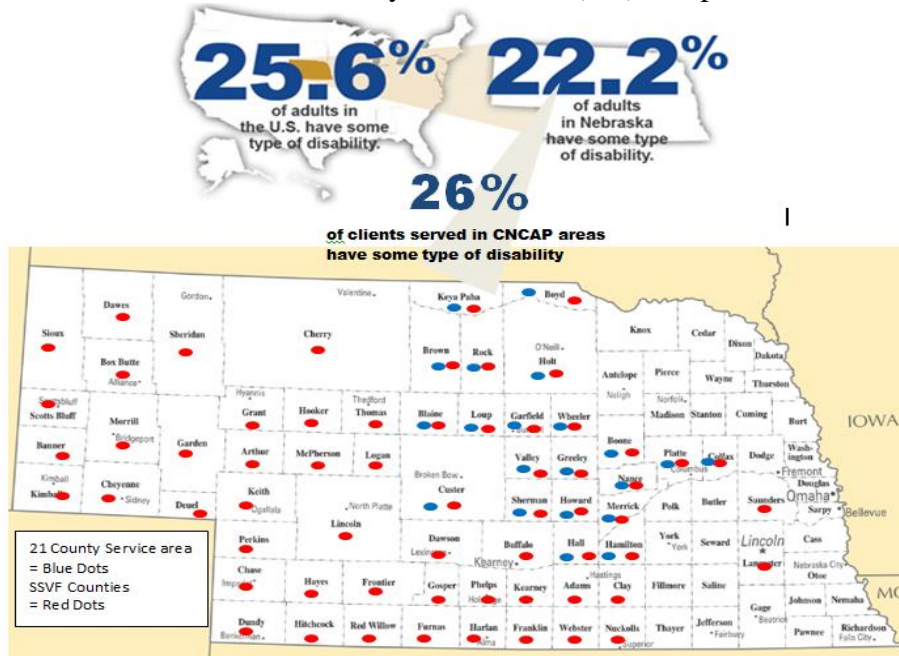 25.6%
of adults in
the U.S. have some
type of disability.
22.2%
of adults
in Nebraska
have some type
of disability.
26%
of clients served in CNCAP areas
have some type of disability
Sioux
Dawes
Box Butte
Alliance
Gordon
Sheridan
Scotts Bluff
Banner
Kimball
Morrill
Bridgeport
Cheyenne
Sidney
Garden
Deuel
Valentine
Cherry
Hyannis
Grant
Hooker
Thedford
Thomas
Arthur
McPherson
Logan
Keith
Ogallala
North Platte
Lincoln
Perkins
Chase
Imperial
Hayes
Frontier
Dundy
Benkelman
Hitchcock
Red Willow
Furnas
Gosper
Keya Paha
Boyd
Brown
Rock
O'Neill
Holt
Blaine
Loup
Garfield
Wheeler
Broken Bow
Custer
Valley
Greeley
Sherman
Howard
Dawson
Lexington
Buffalo
Kearney
Hall
Hamilton
Hastings
Phelps
Kearney
Adams
Clay
Harlan
Alma
Franklin
Webster
Nuckolls
Superior
Knox
Cedar
Dixon
Dakota
Antelope
Neligh
Pierce
Wayne
Thurston
Norfolk
Madison
Stanton
Cuming
Burt
Boone
Platte
Columbus
Colfax
Dodge
Wash-
ington
Fremont
Nance
Merrick
Polk
Butler
Saunders
Douglas
Omaha
Sarpy
Bellevue
York
York
Seward
Lincoln
Lancaster
Cass
Nebraska City
Otoe
Fillmore
Saline
Gage
Beatrice
Johnson
Nemaha
Thayer
Jefferson
Fairbury
Pawnee
Richardson
Falls City
IOWA
MO
21 County Service area
= Blue Dots
SSVF Counties
= Red Dots